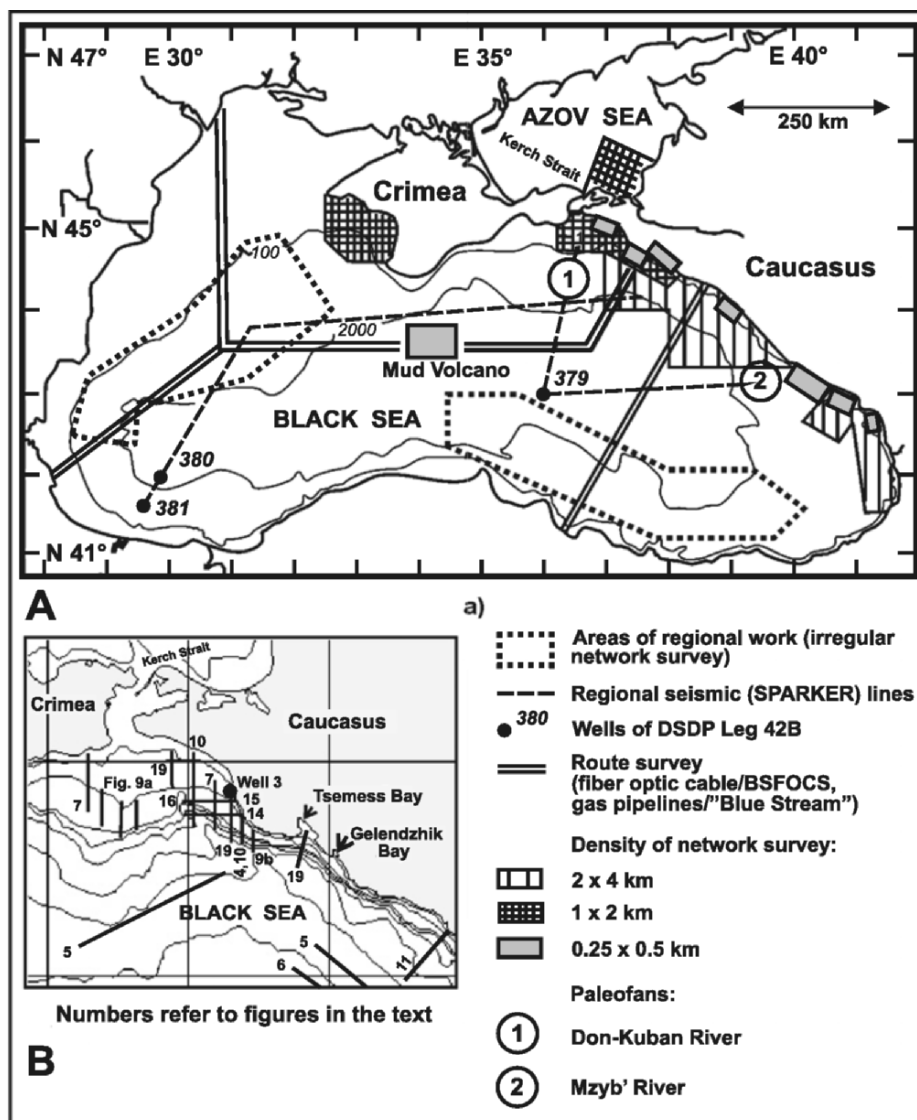 N 47° E 30° E 35° E 40°
AZOV SEA
250 km
Kerch Strait
Crimea
N 45°
100
Caucasus
1
2000
Mud Volcano
379
2
BLACK SEA
380
381
N 41°
A
a)
Kerch Strait
Crimea
Caucasus
10
19
Fig. 9a
7
Well 3
7
16
15
Tsemess Bay
14
Gelendzhik
Bay
19
4, 10
9b
19
BLACK SEA
5
5
6
11
Numbers refer to figures in the text
B
Areas of regional work (irregular
network survey)
Regional seismic (SPARKER) lines
380
Wells of DSDP Leg 42B
Route survey
(fiber optic cable/BSFOCS,
gas pipelines/"Blue Stream")
Density of network survey:
2 x 4 km
1 x 2 km
0.25 x 0.5 km
Paleofans:
1 Don-Kuban River
2 Mzyb' River